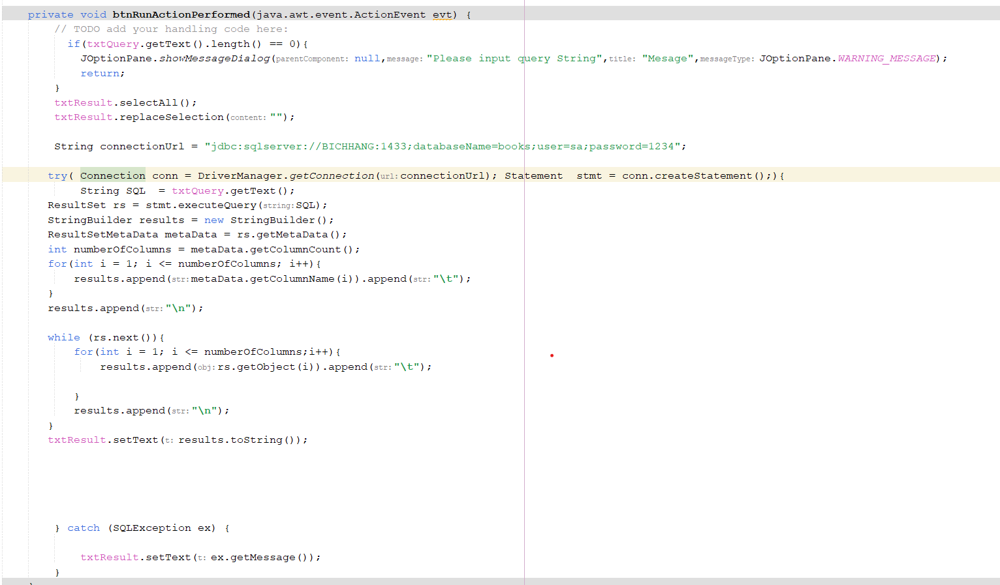 private void btnRunActionPerformed(java.awt.event.ActionEvent evt) {
// TODO add your handling code here:
if(txtQuery.getText().length() == 0){
JOptionPane.showMessageDialog(parentComponent: null,message: "Please input query String",title: "Mesage",messageType: JOptionPane.WARNING_MESSAGE);
return;
}
txtResult.selectAll();
txtResult.replaceSelection(content: "");
String connectionUrl = "jdbc:sqlserver://BICHHANG:1433;databaseName=books;user=sa;password=1234";
try( Connection conn = DriverManager.getConnection(url: connectionUrl); Statement  stmt = conn.createStatement();){
String SQL  = txtQuery.getText();
ResultSet rs = stmt.executeQuery(string: SQL);
StringBuilder results = new StringBuilder();
ResultSetMetaData metaData = rs.getMetaData();
int numberOfColumns = metaData.getColumnCount();
for(int i = 1; i <= numberOfColumns; i++){
results.append(str: metaData.getColumnName(i)).append(str: "\t");
}
results.append(str: "\n");
while (rs.next()){
for(int i = 1; i <= numberOfColumns;i++){
results.append(obj: rs.getObject(i)).append(str: "\t");
}
results.append(str: "\n");
}
txtResult.setText(t: results.toString());
} catch (SQLException ex) {
txtResult.setText(t: ex.getMessage());
}